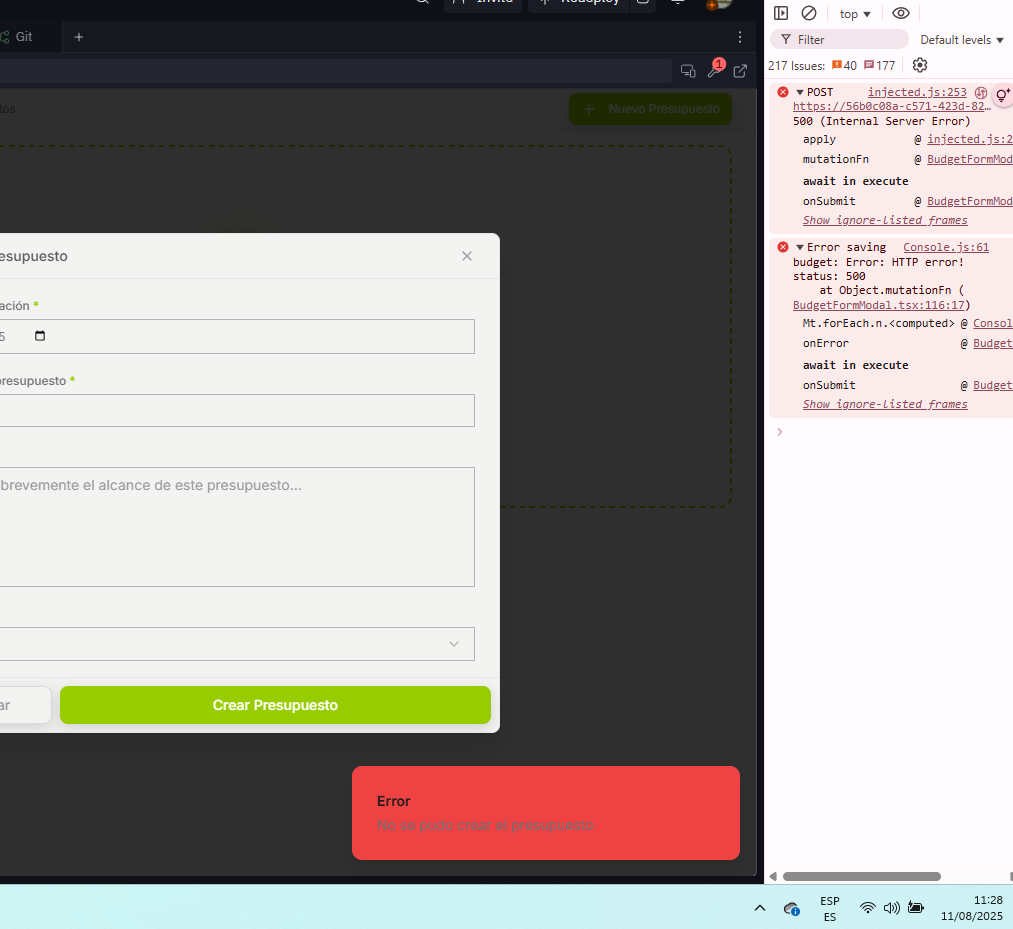 Invite
Redeploy
Git
1
tos
Nuevo Presupuesto
esupuesto
ación *
5
presupuesto *
brevemente el alcance de este presupuesto...
ar
Crear Presupuesto
Error
No se pudo crear el presupuesto
top
Filter
Default levels
217 Issues: 40 177
POST injected.js:253
https://56b0c08a-c571-423d-82…
500 (Internal Server Error)
apply @ injected.js:2
mutationFn @ BudgetFormMod
await in execute
onSubmit @ BudgetFormMod
Show ignore-listed frames
Error saving Console.js:61
budget: Error: HTTP error!
status: 500
at Object.mutationFn (
BudgetFormModal.tsx:116:17)
Mt.forEach.n.<computed> @ Consol
onError @ Budget
await in execute
onSubmit @ Budget
Show ignore-listed frames
ESP
ES
11:28
11/08/2025